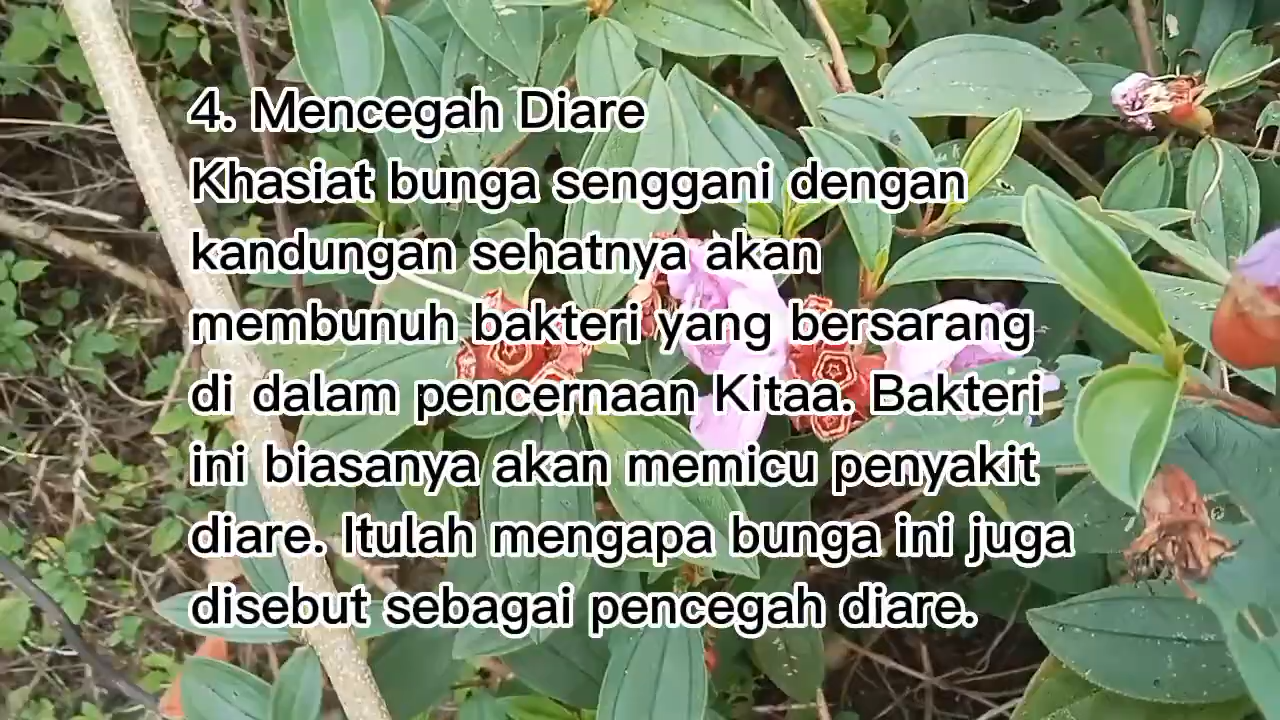 4. Mencegah Diare
Khasiat bunga senggani dengan
kandungan sehatnya akan
membunuh bakteri yang bersarang
di dalam pencernaan Kitaa. Bakteri
ini biasanya akan memicu penyakit
diare. Itulah mengapa bunga ini juga
disebut sebagai pencegah diare.